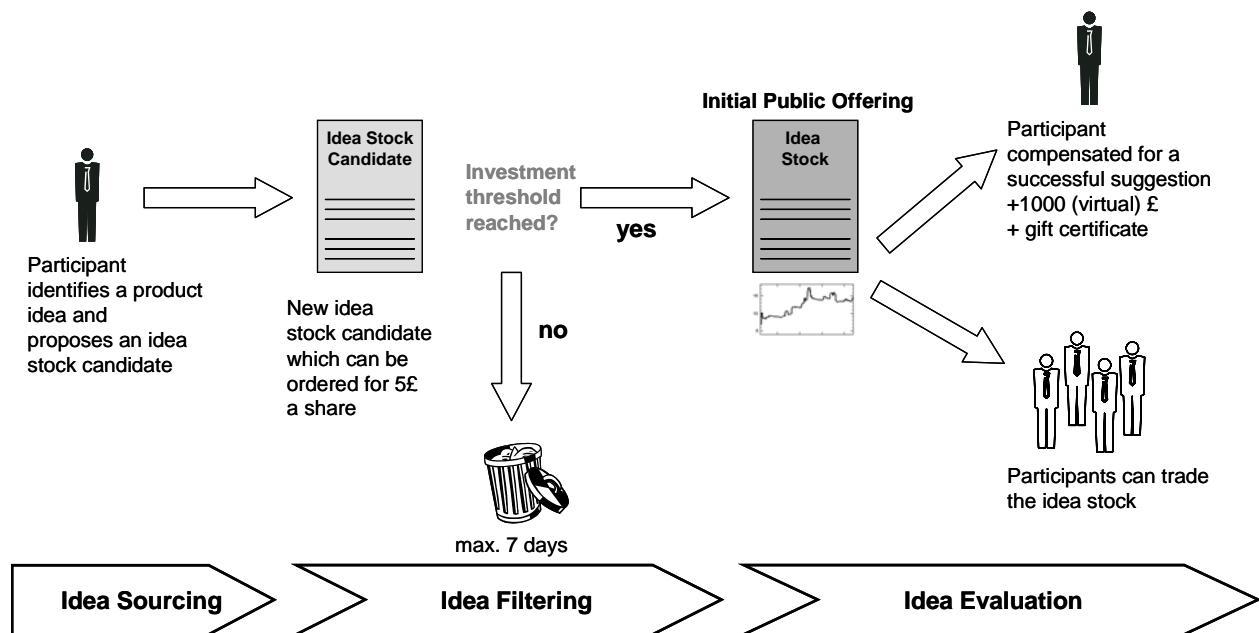 Participant
identifies a product
idea and
proposes an idea
stock candidate
Idea Stock
Candidate
New idea
stock candidate
which can be
ordered for 5£
a share
Investment
threshold
reached?
yes
no
max. 7 days
Initial Public Offering
Idea
Stock
Participant
compensated for a
successful suggestion
+1000 (virtual) £
+ gift certificate
Participants can trade
the idea stock
Idea Sourcing
Idea Filtering
Idea Evaluation